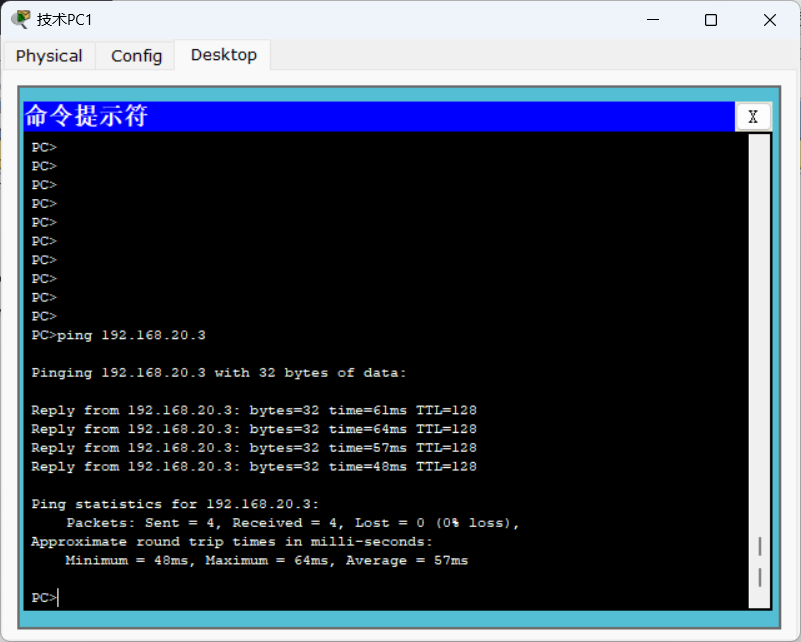 技术PC1
Physical Config Desktop
命令提示符 X
PC>
PC>
PC>
PC>
PC>
PC>
PC>
PC>
PC>
PC>
PC>ping 192.168.20.3
Pinging 192.168.20.3 with 32 bytes of data:
Reply from 192.168.20.3: bytes=32 time=61ms TTL=128
Reply from 192.168.20.3: bytes=32 time=64ms TTL=128
Reply from 192.168.20.3: bytes=32 time=57ms TTL=128
Reply from 192.168.20.3: bytes=32 time=48ms TTL=128
Ping statistics for 192.168.20.3:
Packets: Sent = 4, Received = 4, Lost = 0 (0% loss),
Approximate round trip times in milli-seconds:
Minimum = 48ms, Maximum = 64ms, Average = 57ms
PC>